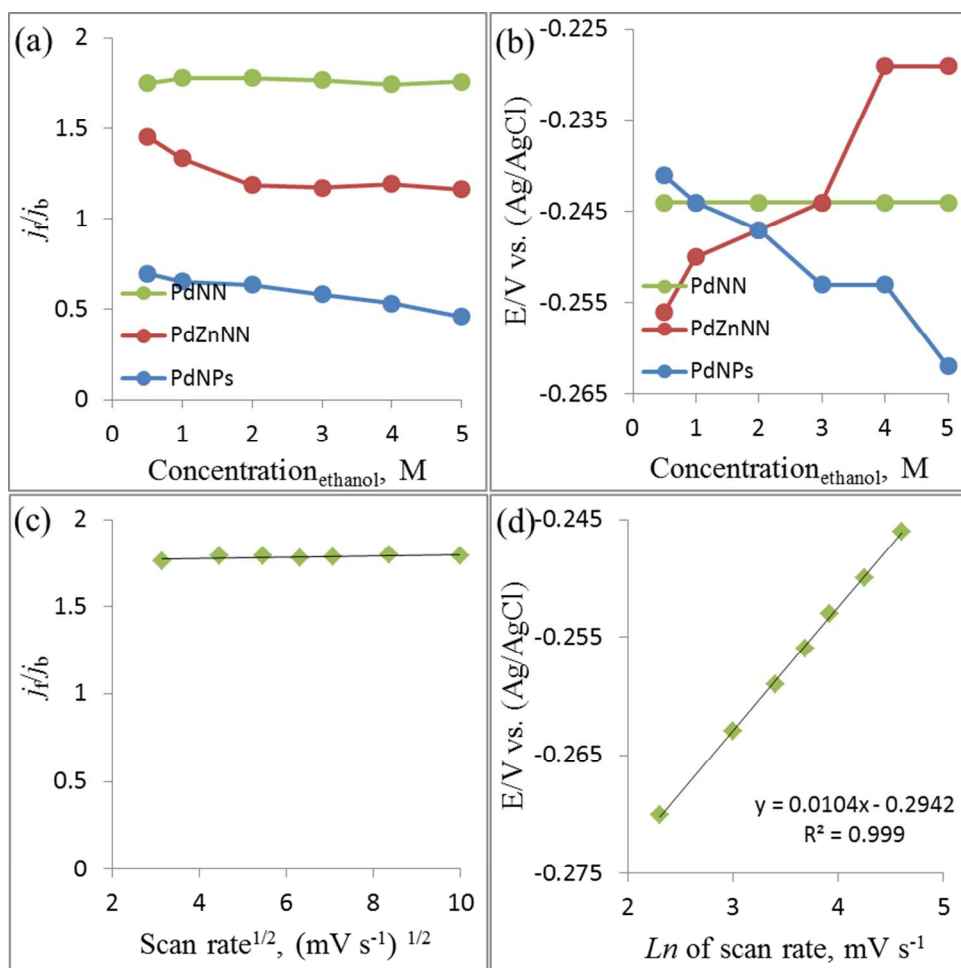 (a)
2
1.5
1
0.5
0
jf/jb
PdNN
PdZnNN
PdNPs
0 1 2 3 4 5
Concentrationethanol, M
(b)
-0.225
-0.235
-0.245
-0.255
-0.265
E/V vs. (Ag/AgCl)
PdNN
PdZnNN
PdNPs
0 1 2 3 4 5
Concentrationethanol, M
(c)
2
1.5
1
0.5
0
jf/jb
2 4 6 8 10
Scan rate1/2, (mV s-1) 1/2
(d)
-0.245
-0.255
-0.265
-0.275
E/V vs. (Ag/AgCl)
y = 0.0104x - 0.2942
R² = 0.999
2 3 4 5
Ln of scan rate, mV s-1